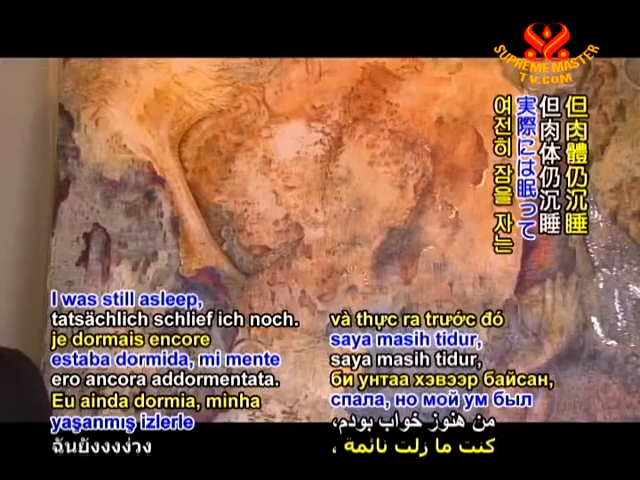 SUPREME MASTER
TV.COM
但肉體仍沉睡
但肉体仍沉睡
実際には眠って
여전히 잠을 자는
I was still asleep,
tatsächlich schlief ich noch.
je dormais encore
estaba dormida, mi mente
ero ancora addormentata.
Eu ainda dormia, minha
yaşanmış izlerle
ฉันยังงงง่วง
và thực ra trước đó
saya masih tidur,
saya masih tidur,
би унтаа хэвээр байсан,
спала, но мой ум был
من هنوز خواب بودم،
كنت ما زلت نائمة ،